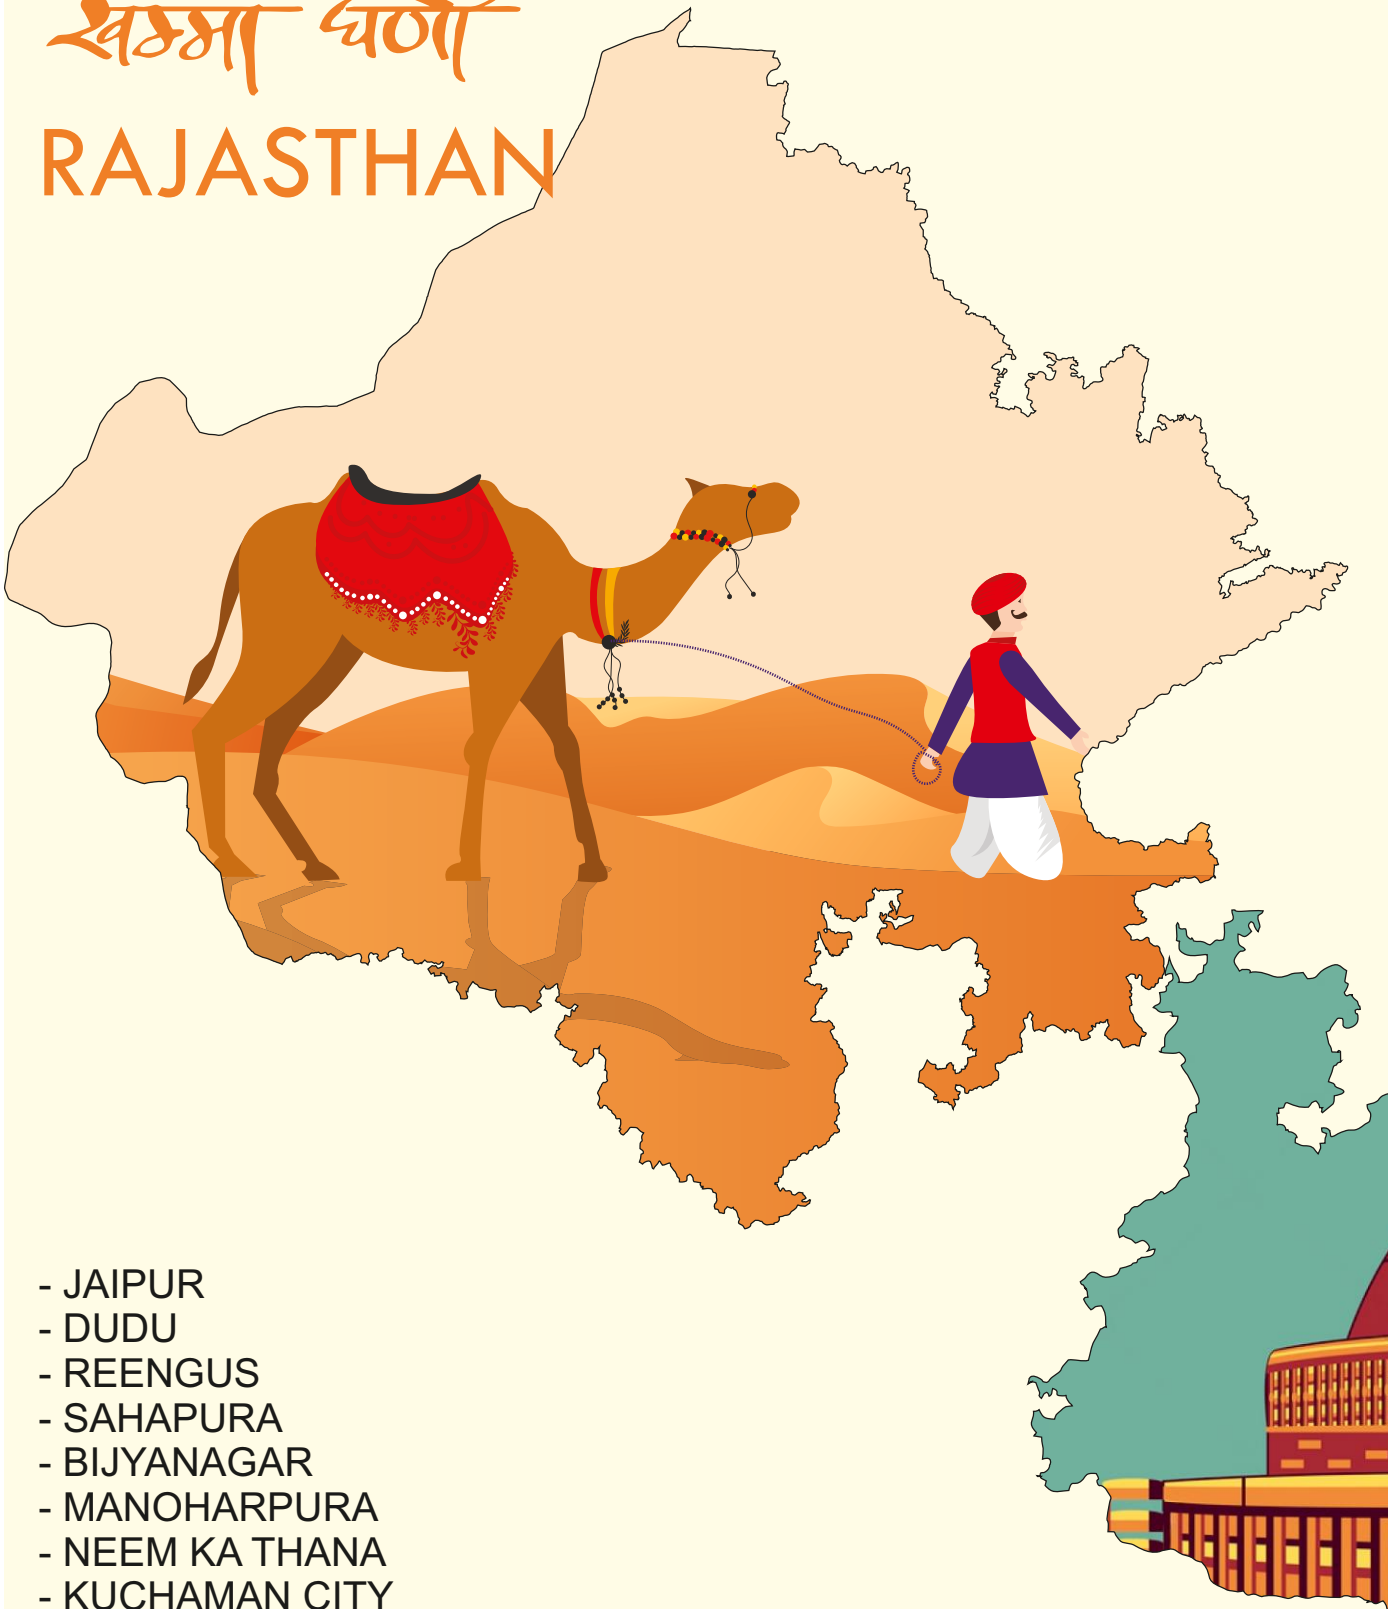 खम्मा घणी
RAJASTHAN
- JAIPUR
- DUDU
- REENGUS
- SAHAPURA
- BIJYANAGAR
- MANOHARPURA
- NEEM KA THANA
- KUCHAMAN CITY